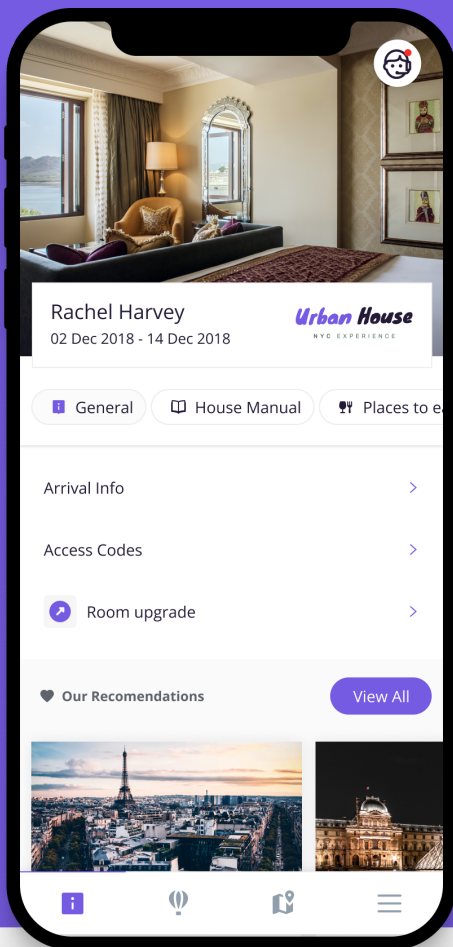 Rachel Harvey
02 Dec 2018 - 14 Dec 2018
Urban House
NYC EXPERIENCE
General
House Manual
Places to ea
Arrival Info
Access Codes
Room upgrade
Our Recomendations
View All